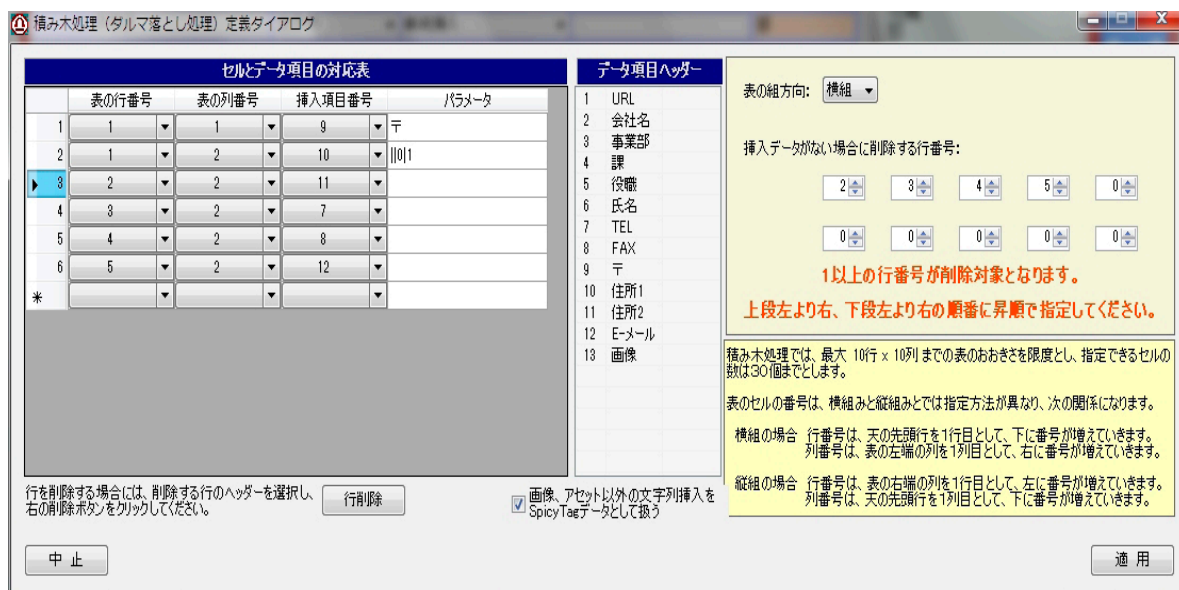 積み木処理（ダルマ落とし処理）定義ダイアログ
セルとデータ項目の対応表
表の行番号 表の列番号 挿入項目番号 パラメータ
1 1 1 9 〒
2 1 2 10 ||0|1
3 2 2 11
4 3 2 7
5 4 2 8
6 5 2 12
*
データ項目ヘッダー
1 URL
2 会社名
3 事業部
4 課
5 役職
6 氏名
7 TEL
8 FAX
9 〒
10 住所1
11 住所2
12 E-メール
13 画像
表の組方向: 横組
挿入データがない場合に削除する行番号:
2 3 4 5 0
0 0 0 0 0
1以上の行番号が削除対象となります。
上段左より右、下段左より右の順番に昇順で指定してください。
積み木処理では、最大 10行 x 10列 までの表のおおきさを限度とし、指定できるセルの
数は30個までとします。
表のセルの番号は、横組みと縦組みとでは指定方法が異なり、次の関係になります。
横組の場合 行番号は、天の先頭行を1行目として、下に番号が増えていきます。
列番号は、表の左端の列を1列目として、右に番号が増えていきます。
縦組の場合 行番号は、表の右端の列を1行目として、左に番号が増えていきます。
列番号は、天の先頭行を1列目として、下に番号が増えていきます。
行を削除する場合には、削除する行のヘッダーを選択し、
右の削除ボタンをクリックしてください。
行削除
画像、アセット以外の文字列挿入を
SpicyTagデータとして扱う
中止
適用